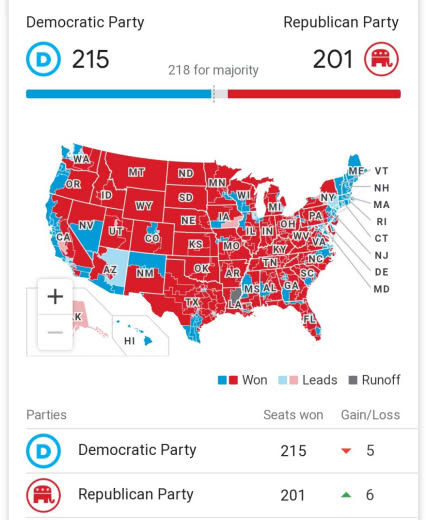 Democratic Party
Republican Party
D 215
201
218 for majority
WA
MT
ND
MN
ME
VT
OR
ID
SD
WI
NH
WY
MI
NY
MA
NV
UT
NE
IA
PA
RI
CA
CO
KS
MO
IL
IN
OH
WV
VA
CT
KY
NJ
AZ
NM
OK
AR
TN
NC
DE
SC
MS
AL
GA
MD
TX
LA
FL
+
−
K
HI
Won
Leads
Runoff
Parties
Seats won
Gain/Loss
D Democratic Party 215 5
Republican Party 201 6